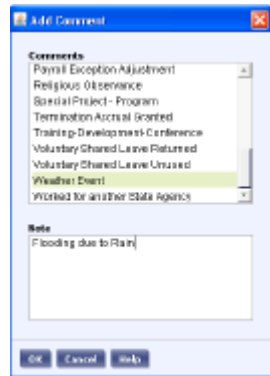 Add Comment
Comments
Payroll Exception Adjustment
Religious Observance
Special Project - Program
Termination Accrual Granted
Training-Development-Conference
Voluntary Shared Leave Returned
Voluntary Shared Leave Unused
Weather Event
Worked for another State Agency
Note
Flooding due to Rain
OK Cancel Help